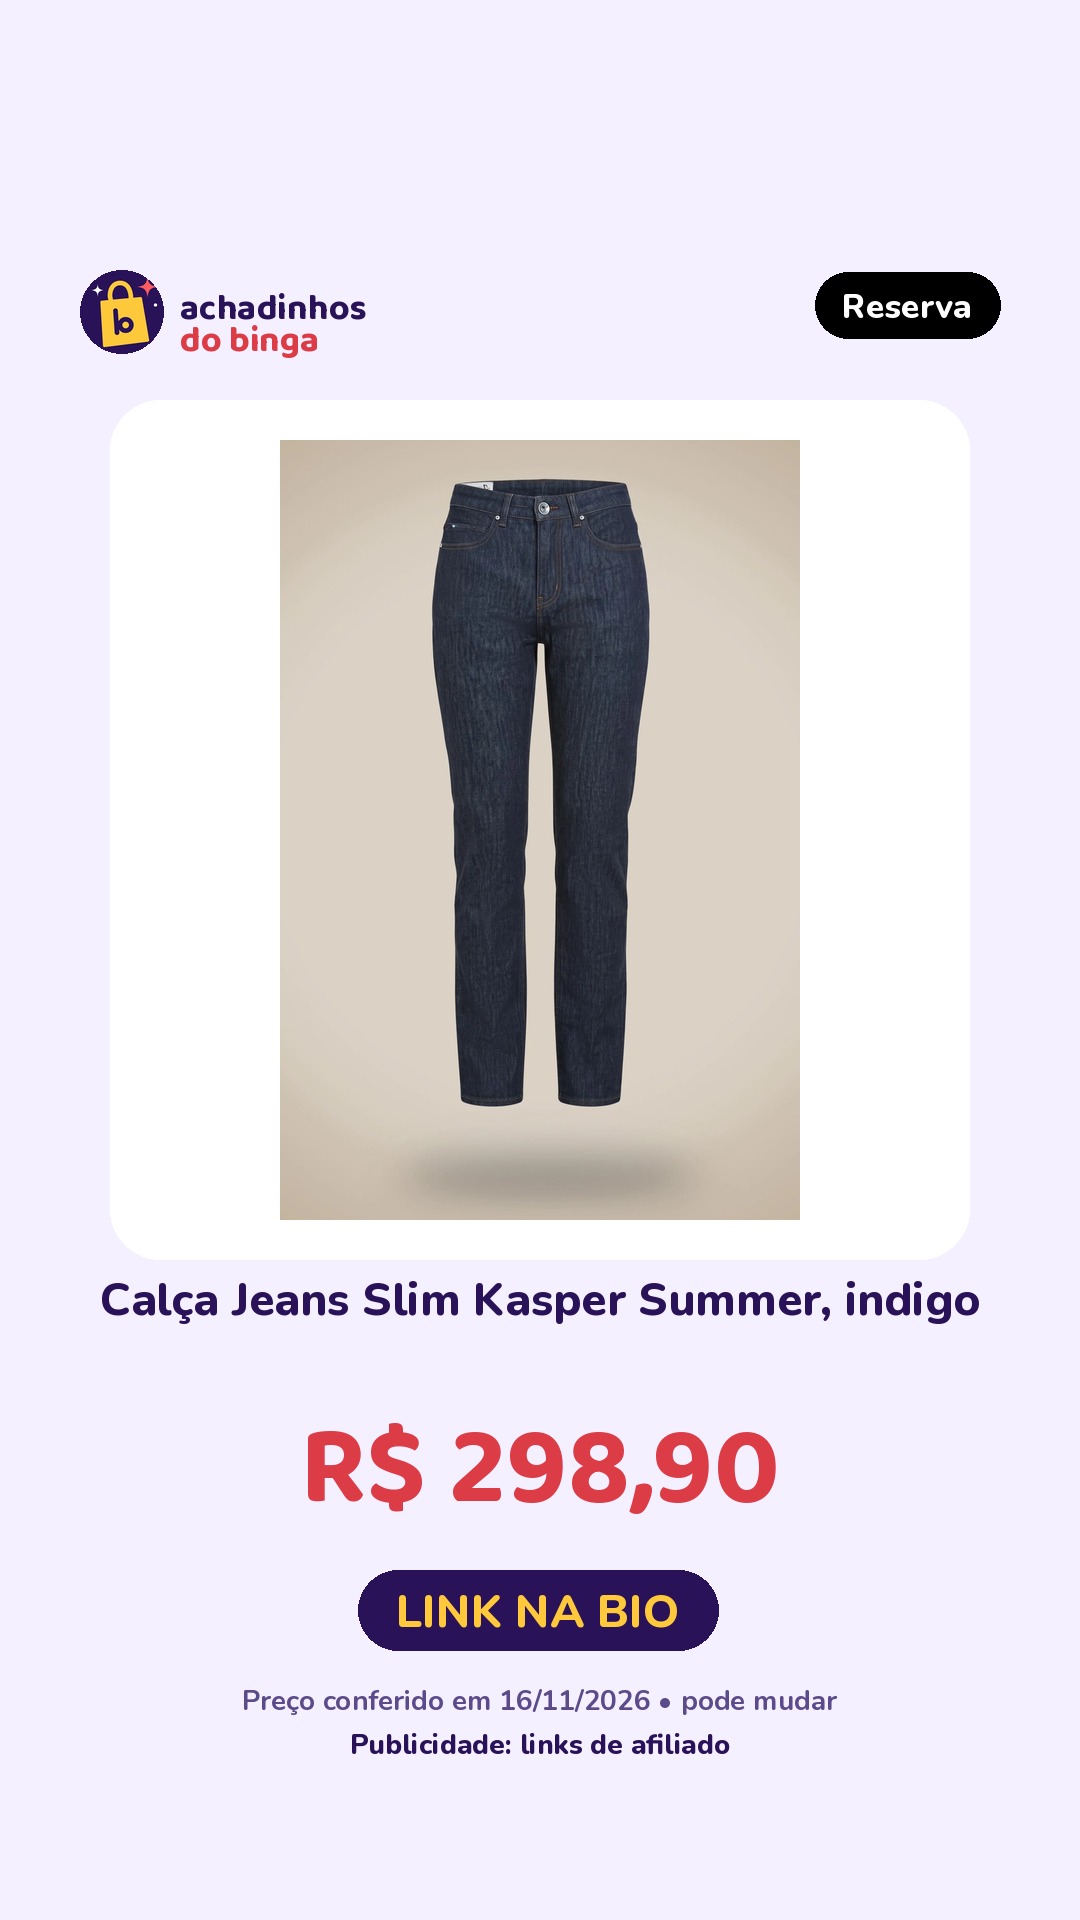 achadinhos
do binga
Reserva
Calça Jeans Slim Kasper Summer, indigo
R$ 298,90
LINK NA BIO
Preço conferido em 16/11/2026 • pode mudar
Publicidade: links de afiliado